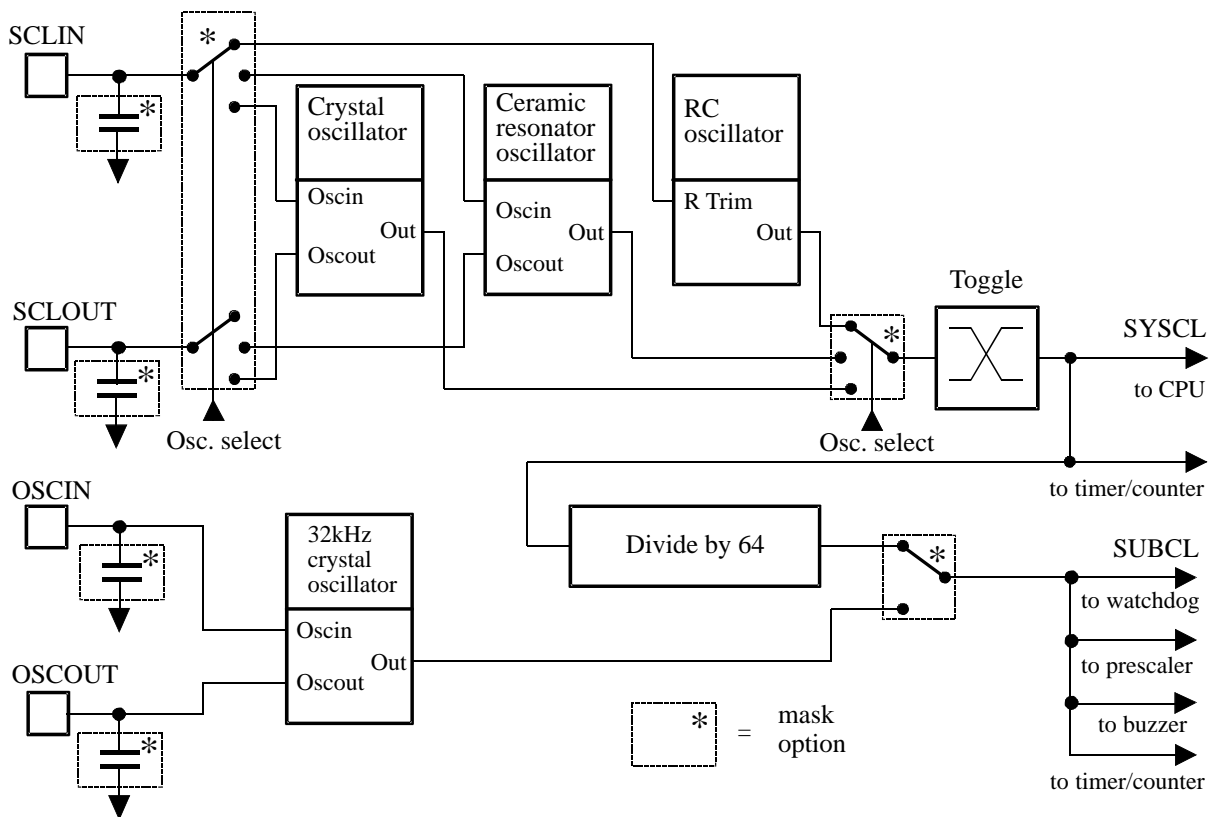 SCLIN
*
*
Crystal
oscillator
Oscin
Out
Oscout
Ceramic
resonator
oscillator
Oscin
Out
Oscout
RC
oscillator
R Trim
Out
SCLOUT
*
Osc. select
*
Osc. select
Toggle
SYSCL
to CPU
to timer/counter
OSCIN
*
32kHz
crystal
oscillator
Oscin
Out
Oscout
OSCOUT
*
Divide by 64
*
SUBCL
to watchdog
to prescaler
to buzzer
to timer/counter
* = mask
option